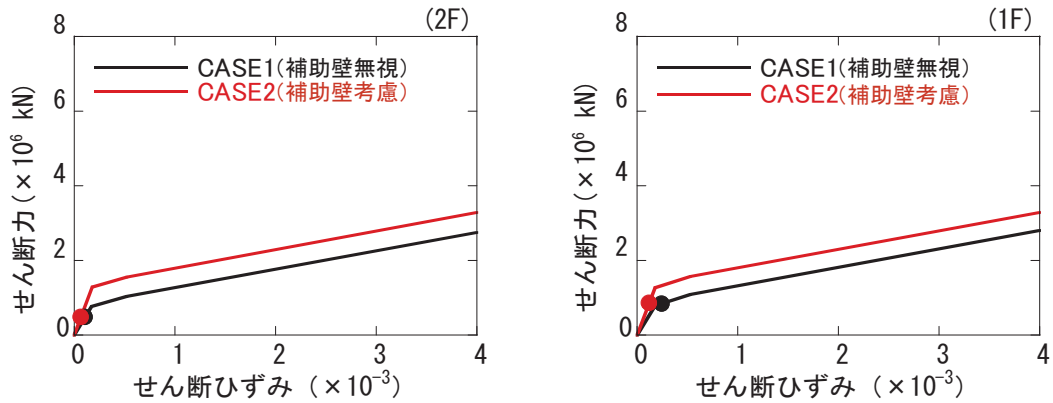 (2F)
8
6
4
2
0
せん断力(×10⁶ kN)
CASE1(補助壁無視)
CASE2(補助壁考慮)
0 1 2 3 4
せん断ひずみ (×10⁻³)
(1F)
8
6
4
2
0
せん断力(×10⁶ kN)
CASE1(補助壁無視)
CASE2(補助壁考慮)
0 1 2 3 4
せん断ひずみ (×10⁻³)